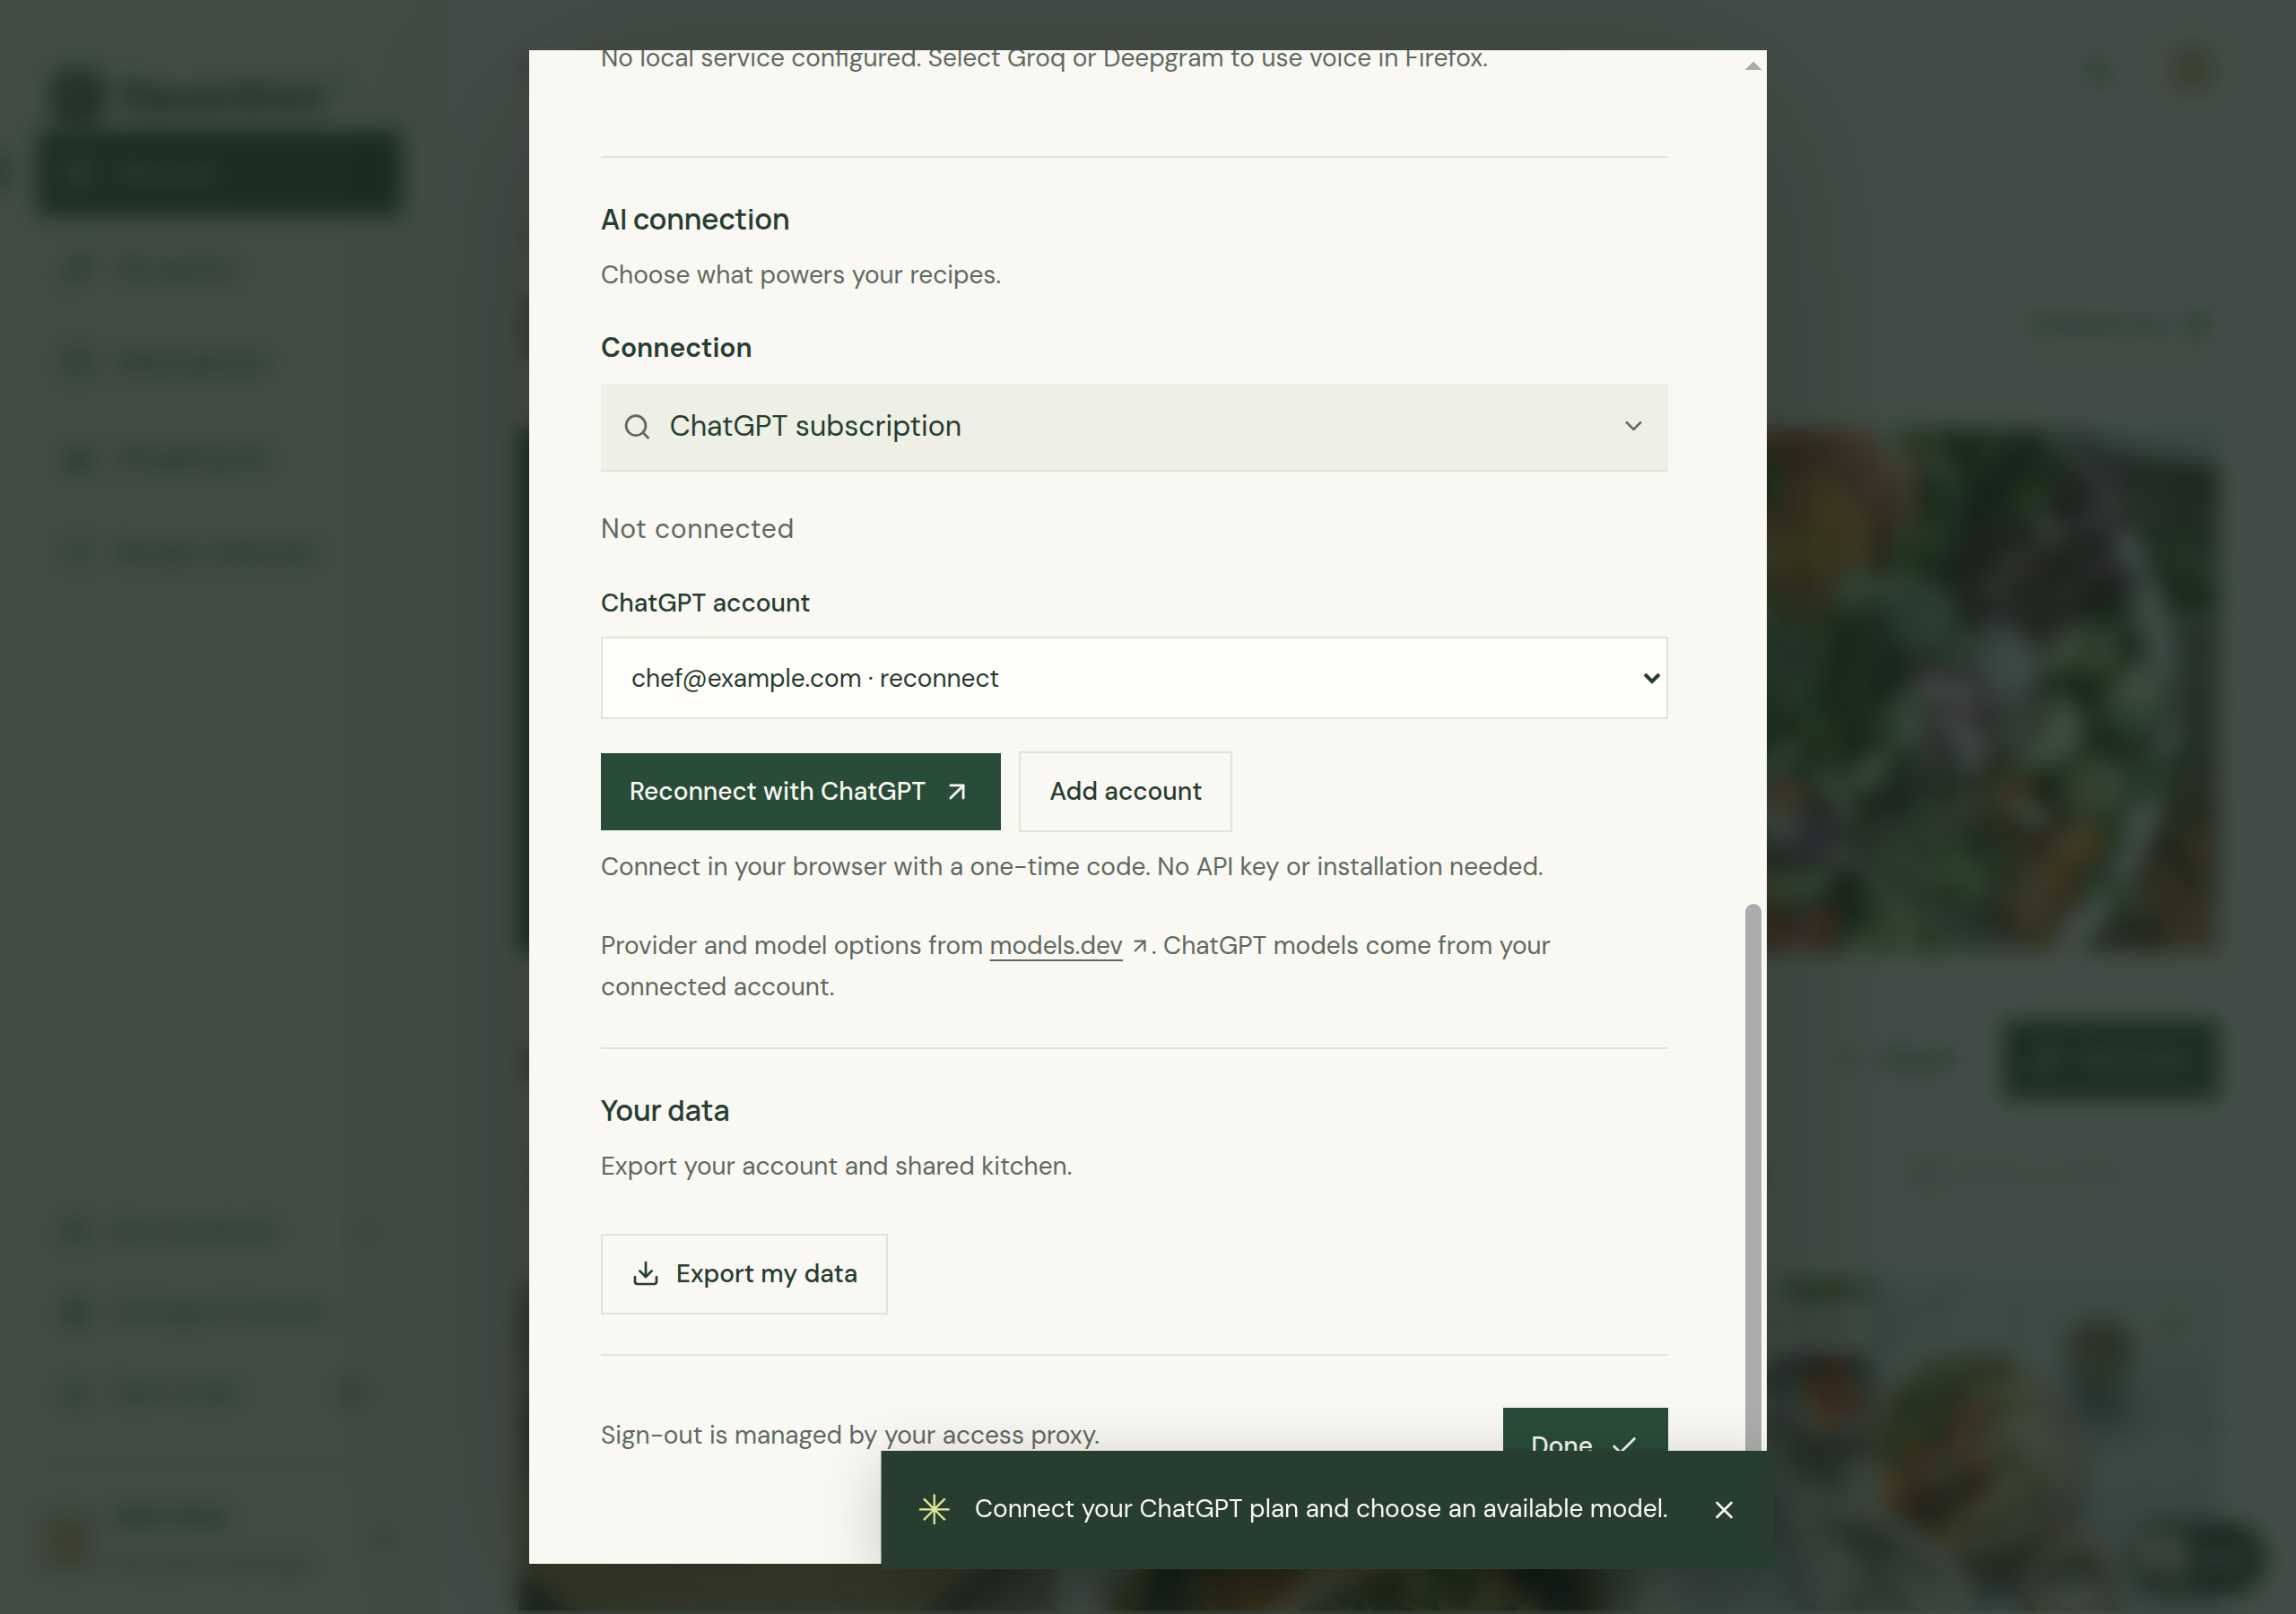 No local service configured. Select Groq or Deepgram to use voice in Firefox.
AI connection
Choose what powers your recipes.
Connection
ChatGPT subscription
Not connected
ChatGPT account
chef@example.com · reconnect
Reconnect with ChatGPT
Add account
Connect in your browser with a one-time code. No API key or installation needed.
Provider and model options from models.dev. ChatGPT models come from your
connected account.
Your data
Export your account and shared kitchen.
Export my data
Sign-out is managed by your access proxy.
Done
Connect your ChatGPT plan and choose an available model.